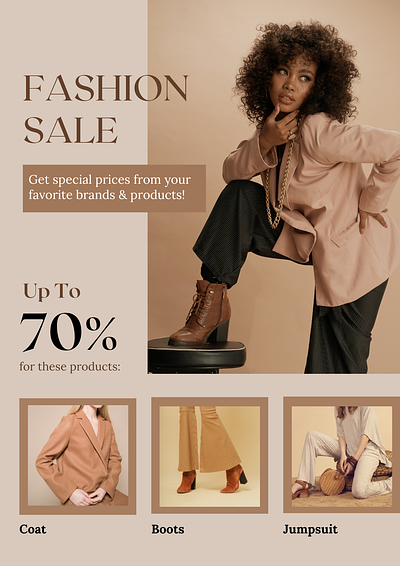 FASHION
SALE
Get special prices from your
favorite brands & products!
Up To
70%
for these products:
Coat
Boots
Jumpsuit